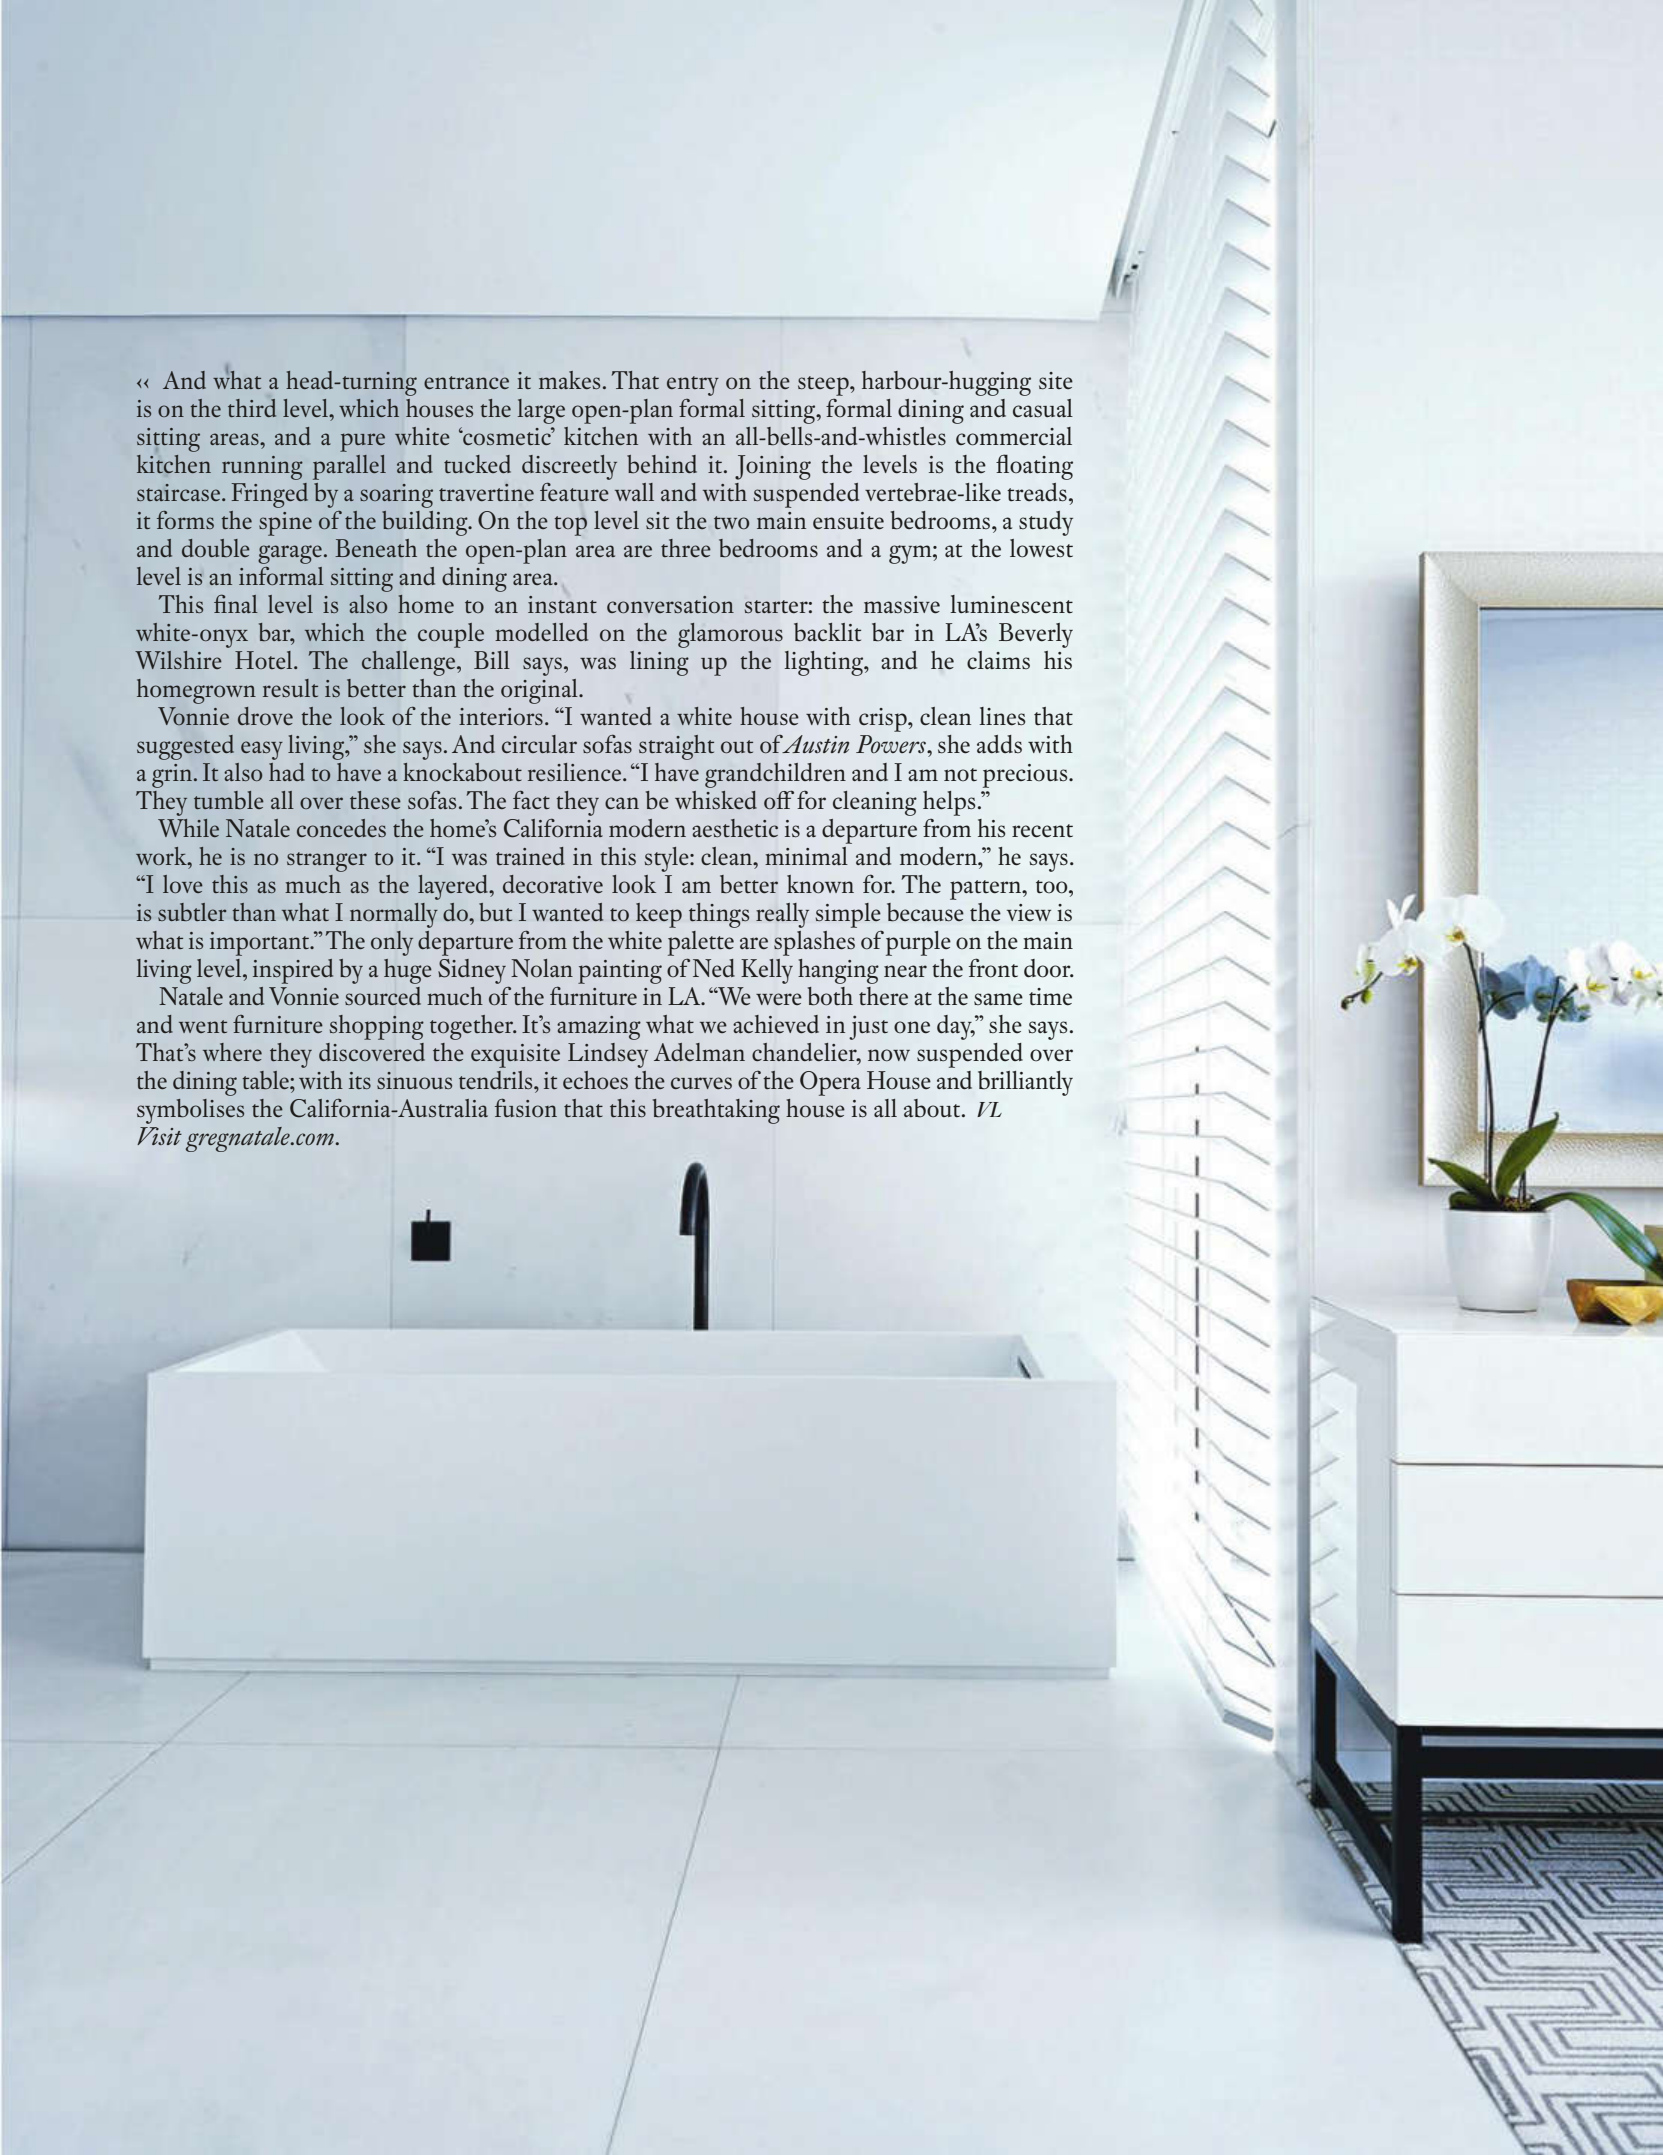 ‹‹ And what a head-turning entrance it makes. That entry on the steep, harbour-hugging site
is on the third level, which houses the large open-plan formal sitting, formal dining and casual
sitting areas, and a pure white ‘cosmetic’ kitchen with an all-bells-and-whistles commercial
kitchen running parallel and tucked discreetly behind it. Joining the levels is the floating
staircase. Fringed by a soaring travertine feature wall and with suspended vertebrae-like treads,
it forms the spine of the building. On the top level sit the two main ensuite bedrooms, a study
and double garage. Beneath the open-plan area are three bedrooms and a gym; at the lowest
level is an informal sitting and dining area.
This final level is also home to an instant conversation starter: the massive luminescent
white-onyx bar, which the couple modelled on the glamorous backlit bar in LA’s Beverly
Wilshire Hotel. The challenge, Bill says, was lining up the lighting, and he claims his
homegrown result is better than the original.
Vonnie drove the look of the interiors. “I wanted a white house with crisp, clean lines that
suggested easy living,” she says. And circular sofas straight out of Austin Powers, she adds with
a grin. It also had to have a knockabout resilience. “I have grandchildren and I am not precious.
They tumble all over these sofas. The fact they can be whisked off for cleaning helps.”
While Natale concedes the home’s California modern aesthetic is a departure from his recent
work, he is no stranger to it. “I was trained in this style: clean, minimal and modern,” he says.
“I love this as much as the layered, decorative look I am better known for. The pattern, too,
is subtler than what I normally do, but I wanted to keep things really simple because the view is
what is important.” The only departure from the white palette are splashes of purple on the main
living level, inspired by a huge Sidney Nolan painting of Ned Kelly hanging near the front door.
Natale and Vonnie sourced much of the furniture in LA. “We were both there at the same time
and went furniture shopping together. It’s amazing what we achieved in just one day,” she says.
That’s where they discovered the exquisite Lindsey Adelman chandelier, now suspended over
the dining table; with its sinuous tendrils, it echoes the curves of the Opera House and brilliantly
symbolises the California-Australia fusion that this breathtaking house is all about. VL
Visit gregnatale.com.